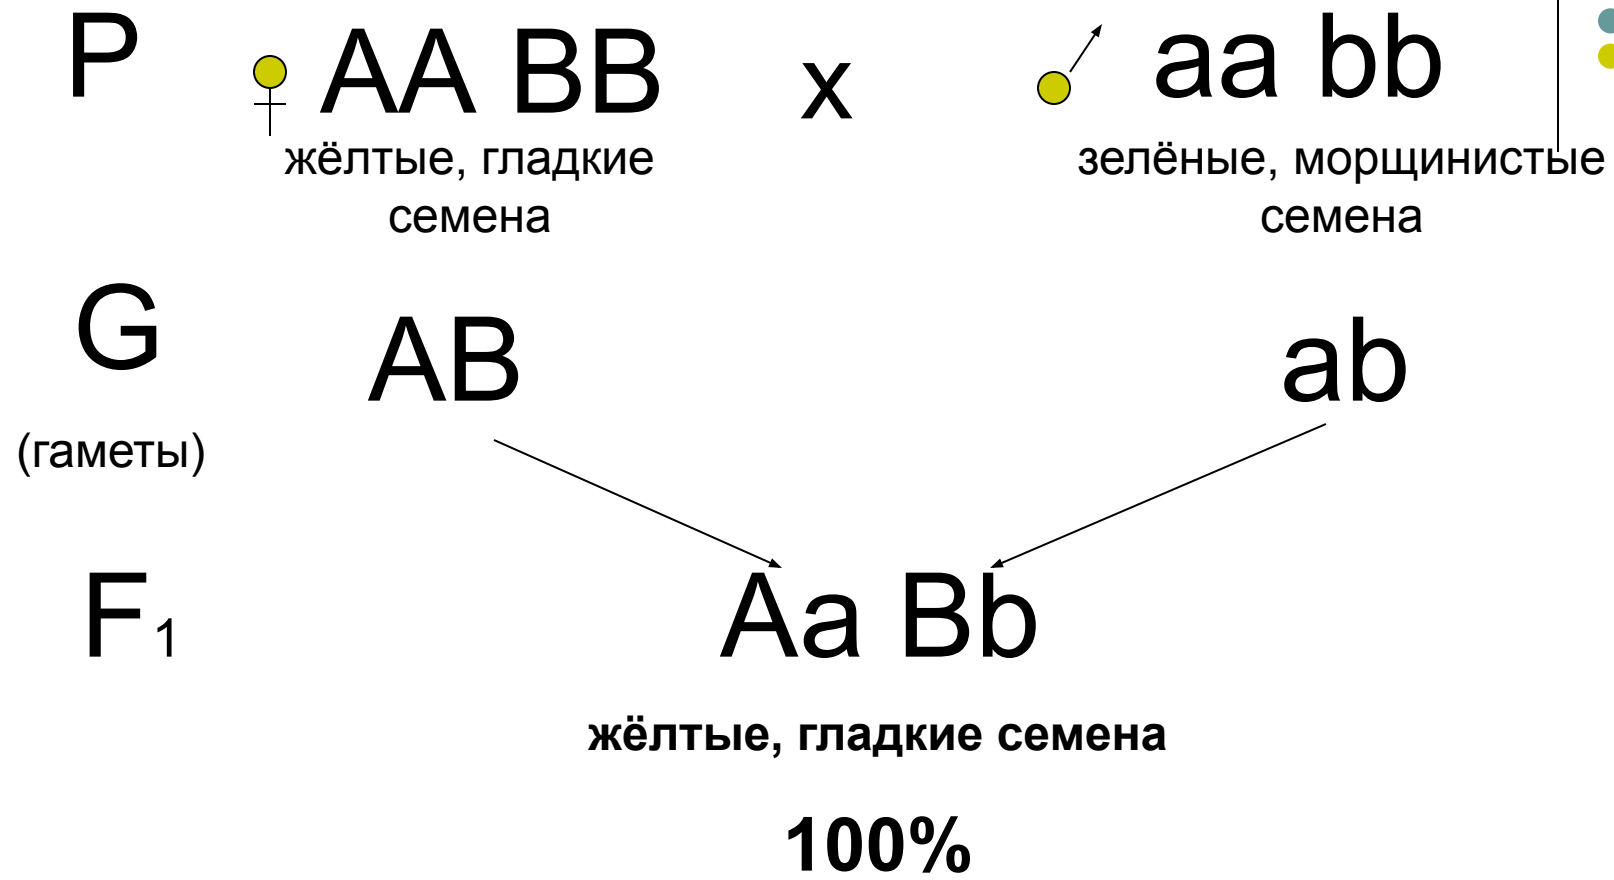 P AA BB x aa bb
жёлтые, гладкие
семена
зелёные, морщинистые
семена
G AB ab
(гаметы)
F1 Aa Bb
жёлтые, гладкие семена
100%